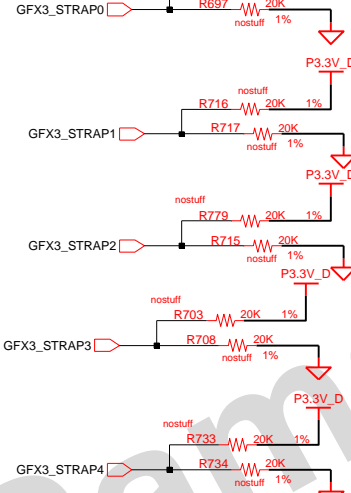 R697 20K
GFX3_STRAP0
nostuff 1%
P3.3V_D
nostuff
R716 20K 1%
GFX3_STRAP1 R717 20K
nostuff 1%
P3.3V_D
nostuff
R779 20K 1%
GFX3_STRAP2 R715 20K
nostuff 1%
P3.3V_D
nostuff
R703 20K 1%
GFX3_STRAP3 R708 20K
nostuff 1%
P3.3V_D
nostuff
R733 20K 1%
GFX3_STRAP4 R734 20K
nostuff 1%